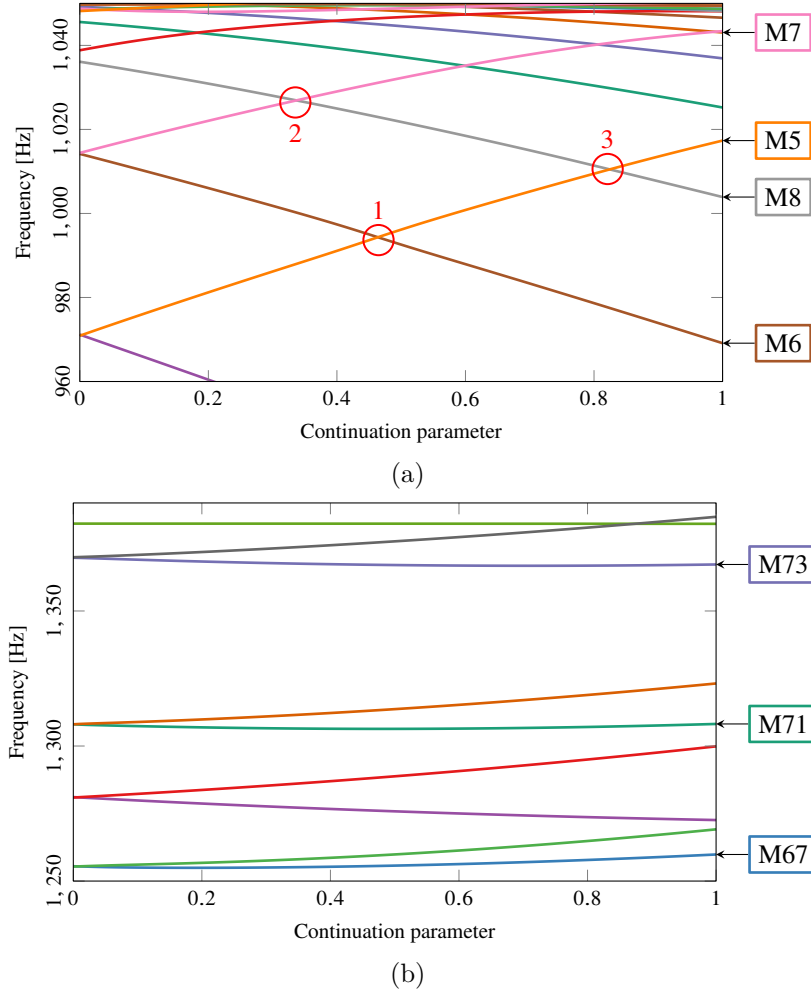 1,040
1,020
1,000
980
960
Frequency [Hz]
2
3
1
M7
M5
M8
M6
0
0.2
0.4
0.6
0.8
1
Continuation parameter
(a)
1,350
1,300
1,250
Frequency [Hz]
M73
M71
M67
0
0.2
0.4
0.6
0.8
1
Continuation parameter
(b)